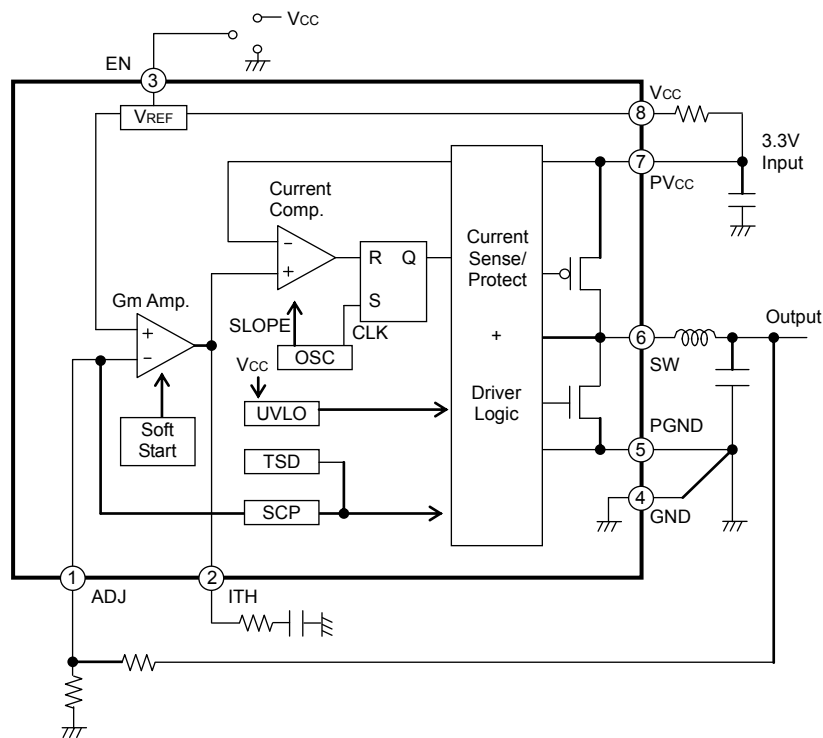 VCC
EN
3
VCC
VREF
8
3.3V
Input
7
PVCC
Current
Comp.
−
+
R Q
S
Current
Sense/
Protect
+
Driver
Logic
Gm Amp.
+
−
SLOPE
CLK
OSC
Output
6
SW
VCC
UVLO
Soft
Start
TSD
SCP
PGND
5
4
GND
1
ADJ
2
ITH